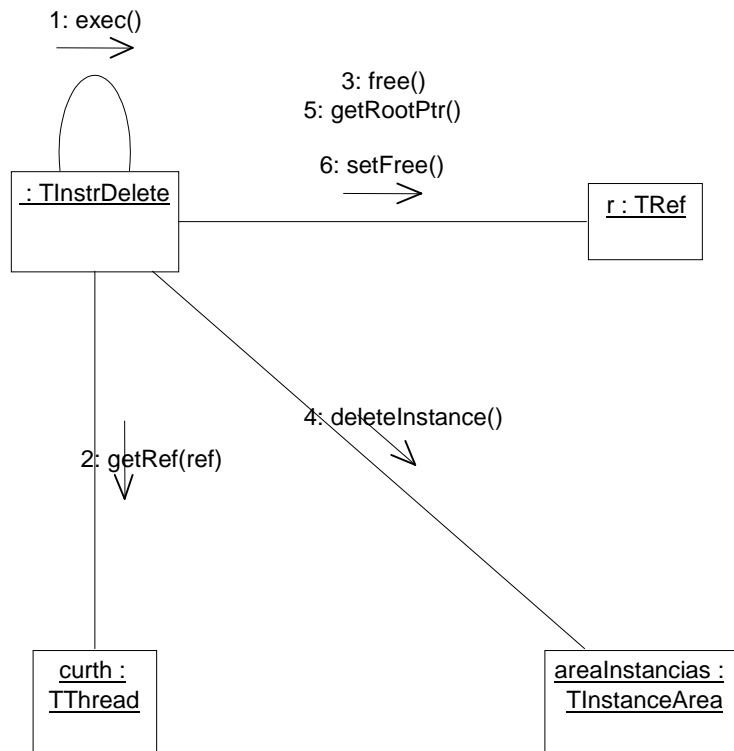 1: exec()
3: free()
5: getRootPtr()
6: setFree()
: TInstrDelete
r : TRef
4: deleteInstance()
2: getRef(ref)
curth :
TThread
areaInstancias :
TInstanceArea